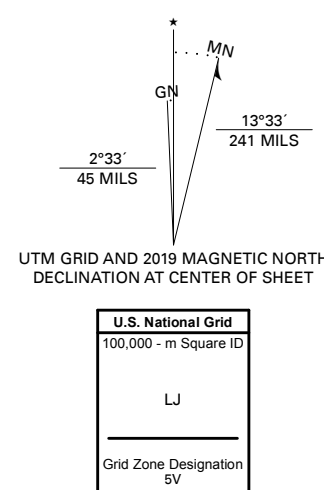 ★
MN
GN
13°33´
241 MILS
2°33´
45 MILS
UTM GRID AND 2019 MAGNETIC NORTH
DECLINATION AT CENTER OF SHEET
U.S. National Grid
100,000 - m Square ID
LJ
Grid Zone Designation
5V